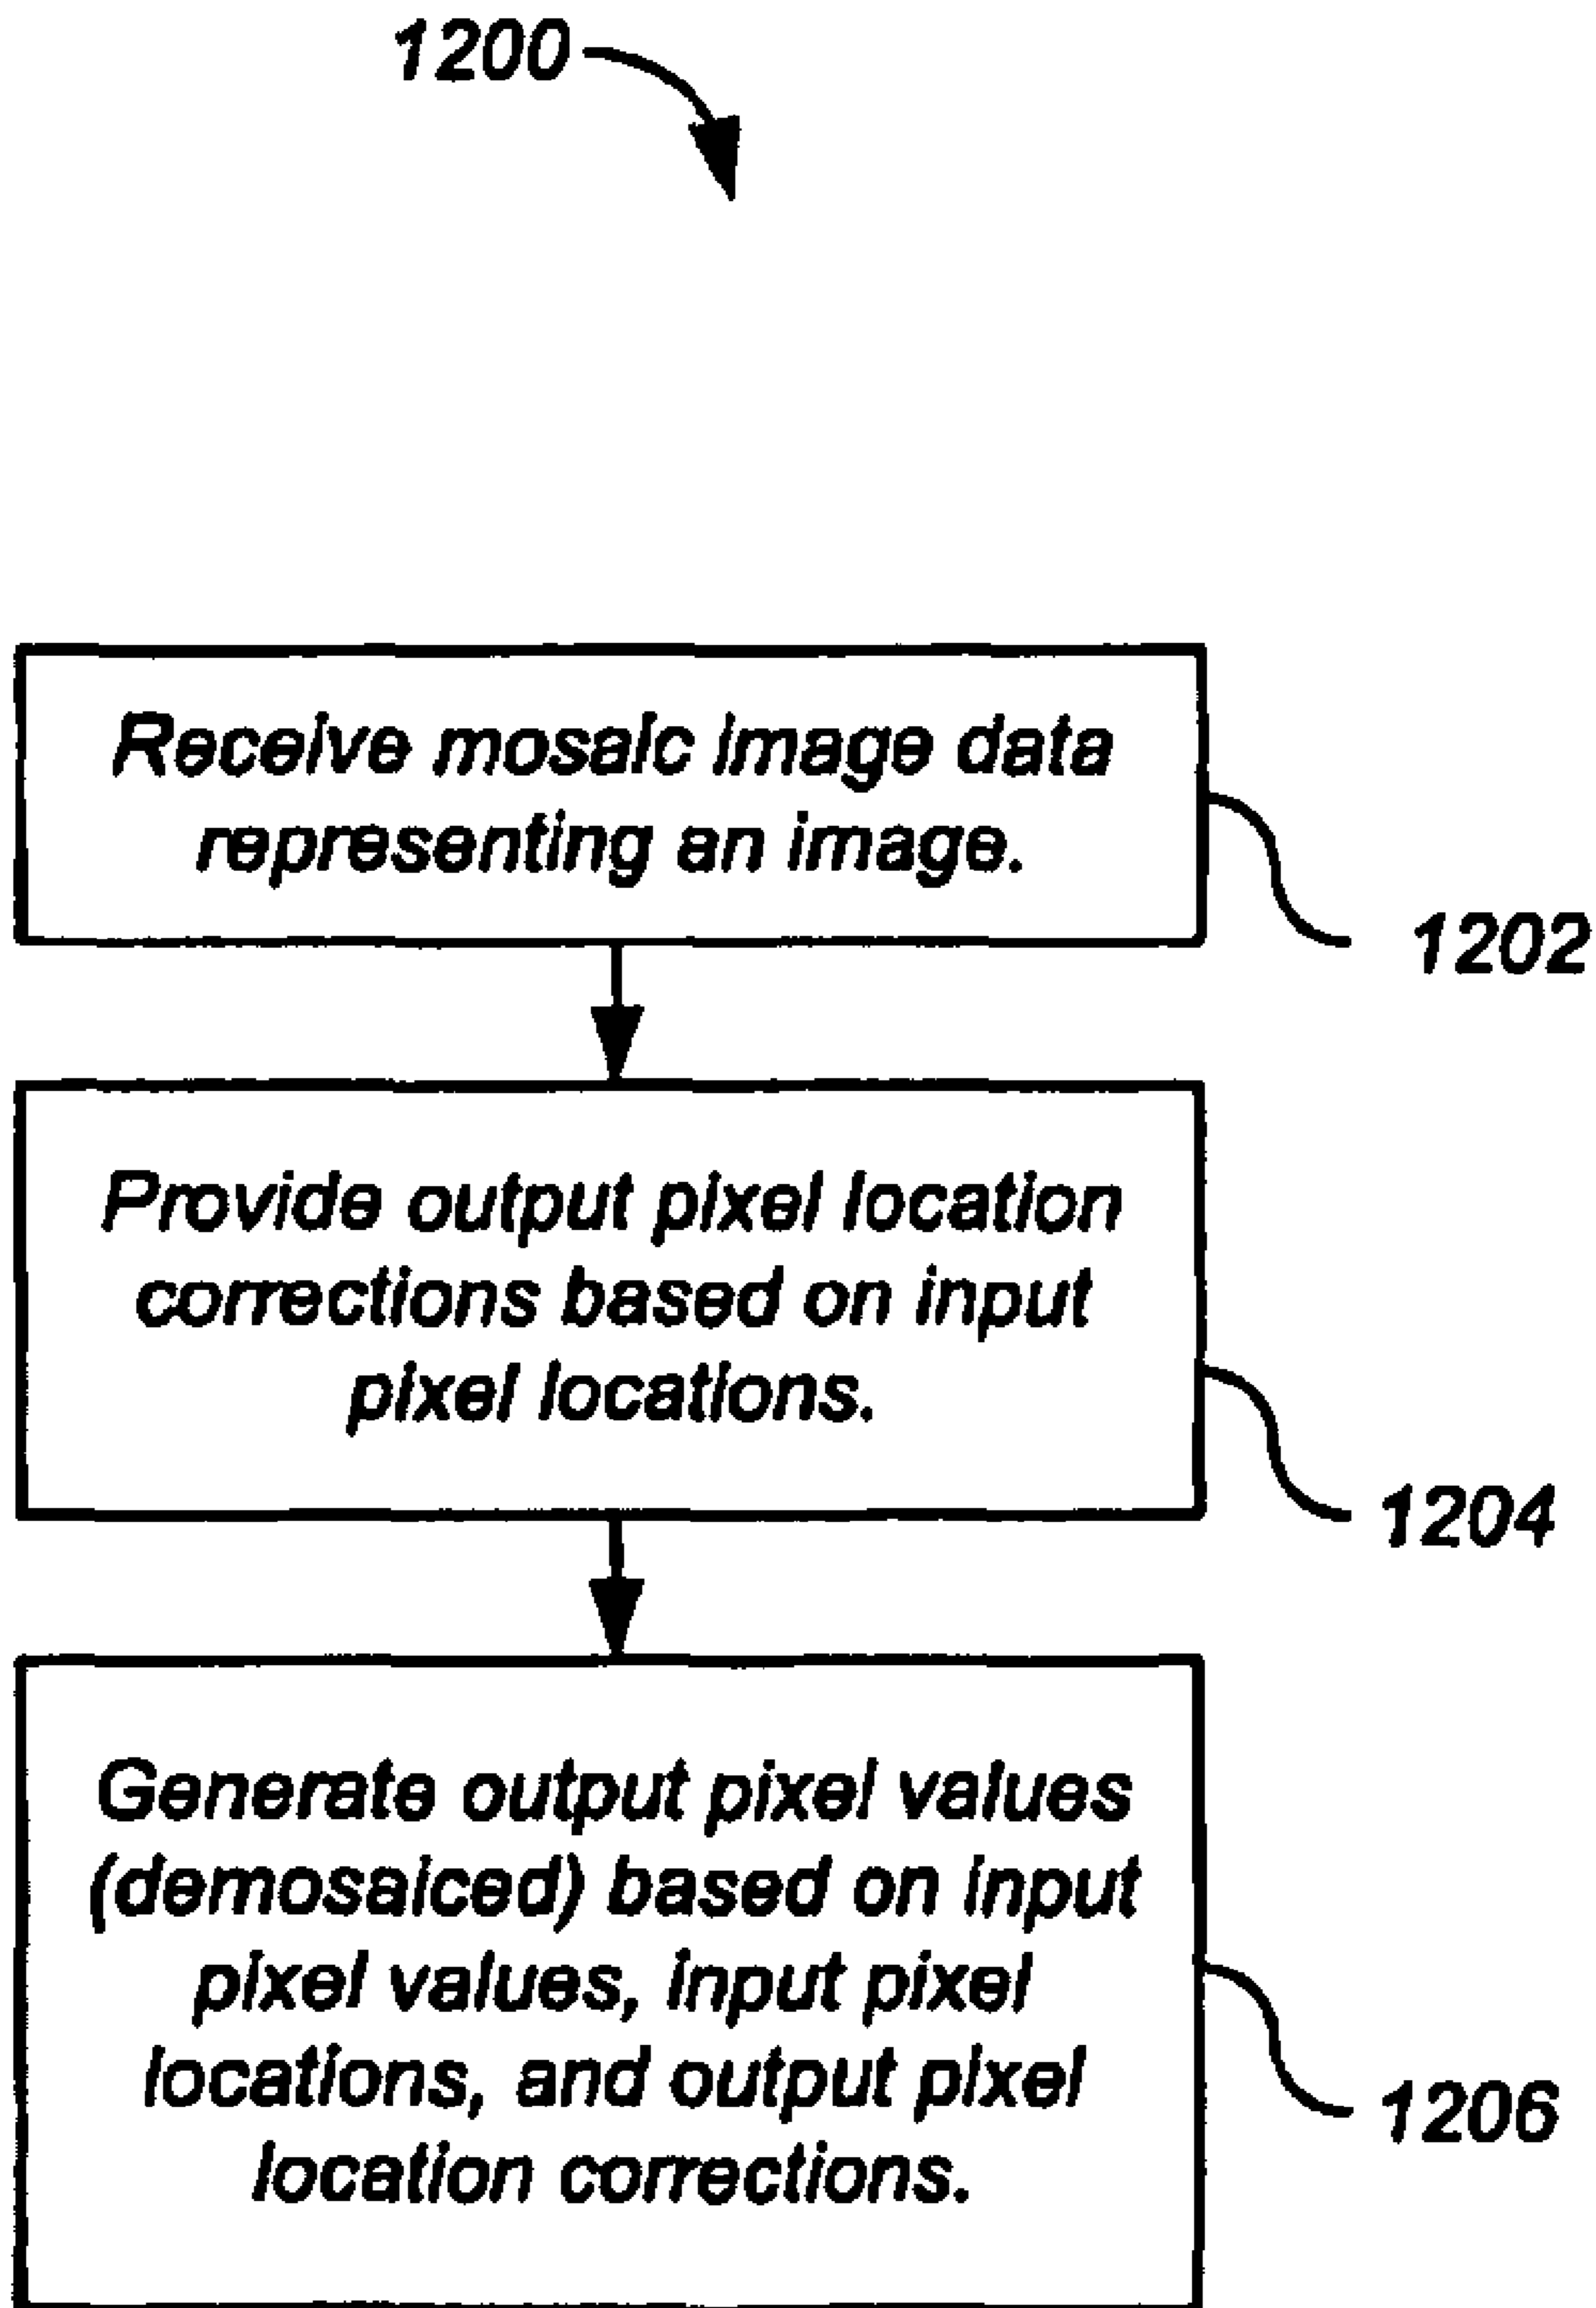 1200
Receive mosaic image data
representing an image.
1202
Provide output pixel location
corrections based on input
pixel locations.
1204
Generate output pixel values
(demosaiced) based on input
pixel values, input pixel
locations, and output pixel
location corrections.
1206